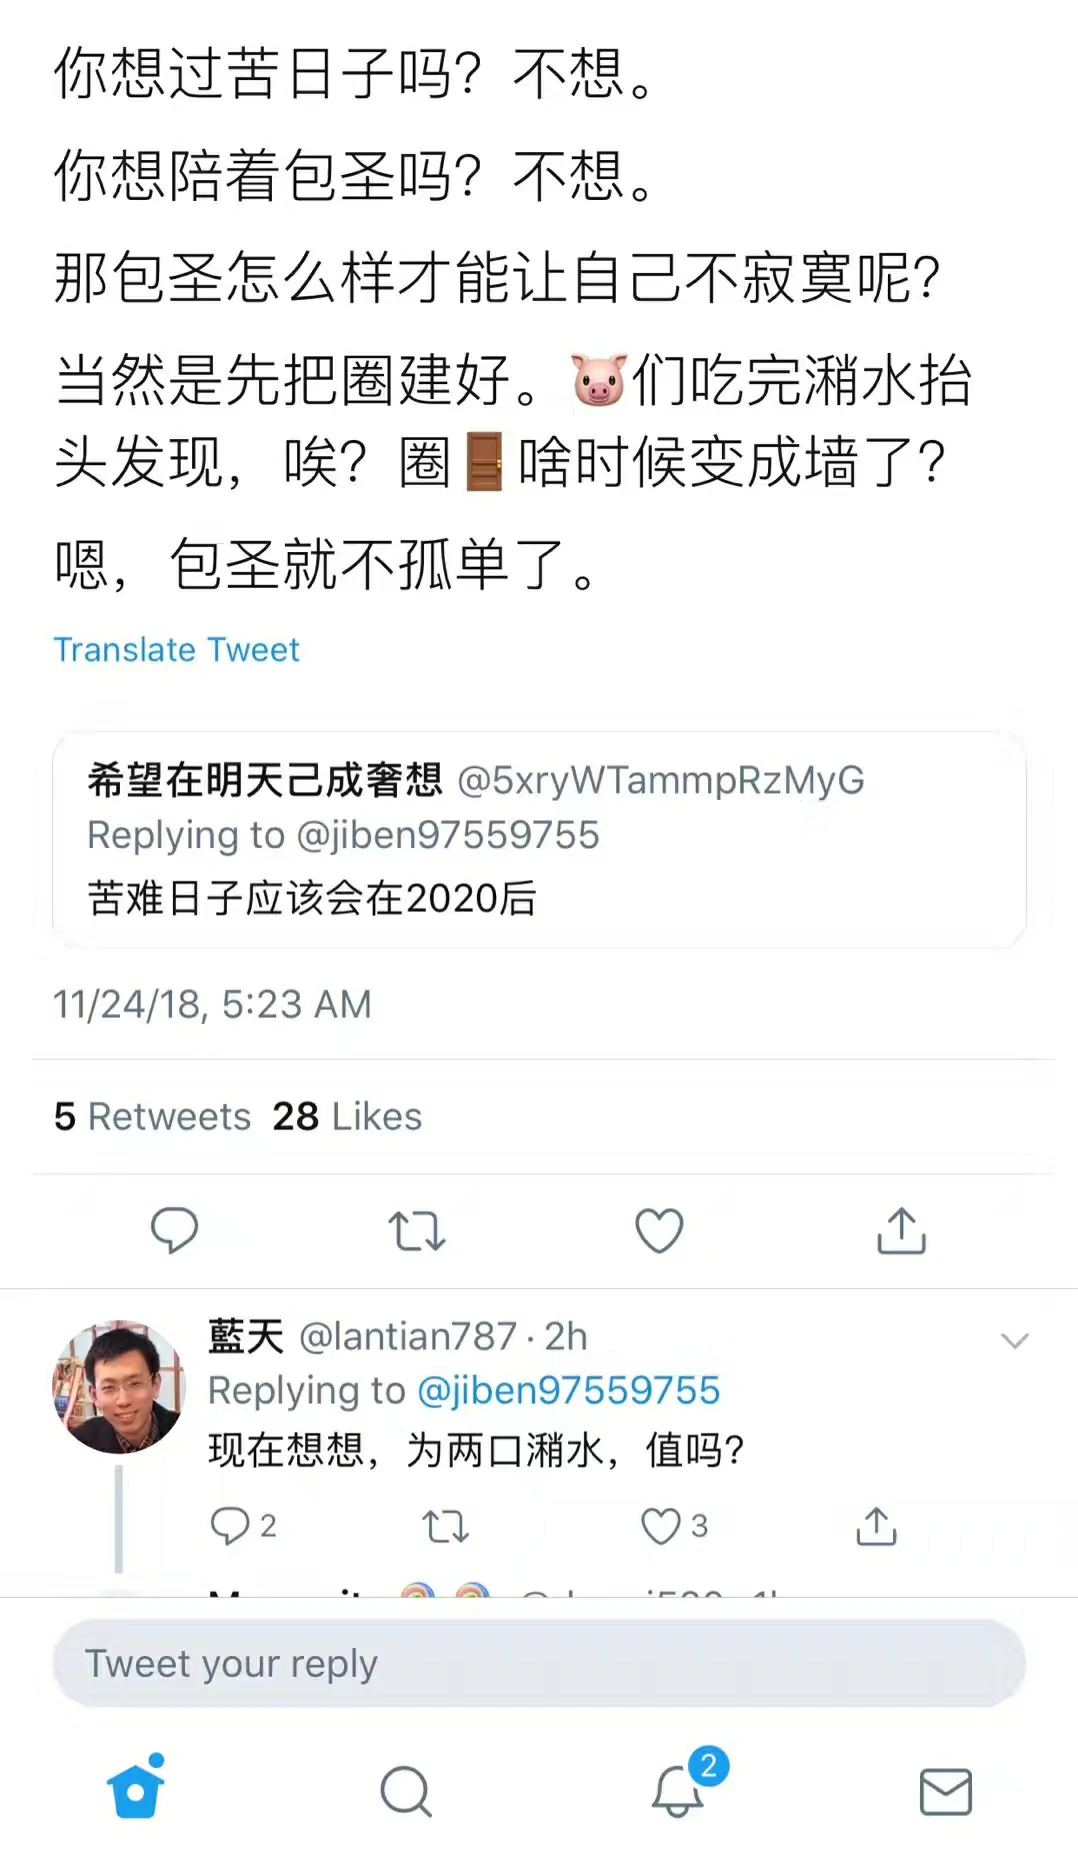 你想过苦日子吗？不想。
你想陪着包圣吗？不想。
那包圣怎么样才能让自己不寂寞呢？
当然是先把圈建好。🐷们吃完潲水抬
头发现，唉？圈🚪啥时候变成墙了？
嗯，包圣就不孤单了。
Translate Tweet
希望在明天己成奢想 @5xryWTammpRzMyG
Replying to @jiben97559755
苦难日子应该会在2020后
11/24/18, 5:23 AM
5 Retweets 28 Likes
藍天 @lantian787 · 2h
Replying to @jiben97559755
现在想想，为两口潲水，值吗？
2 3
Tweet your reply
2